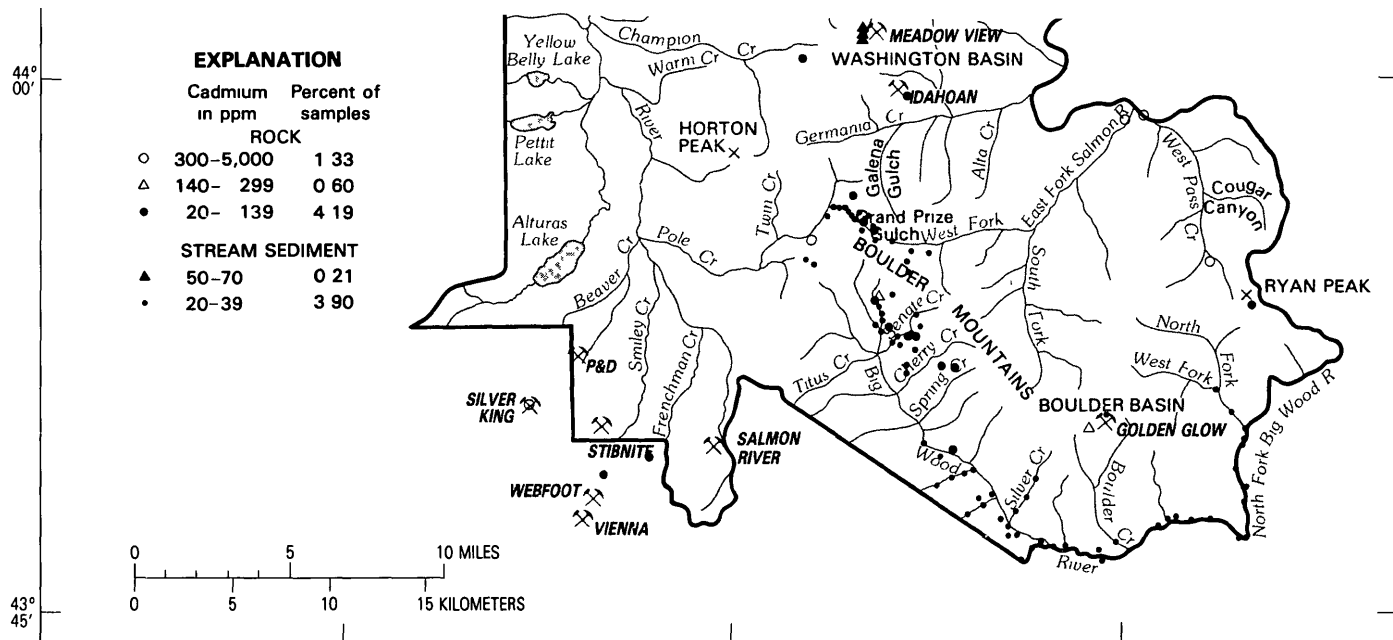 EXPLANATION
Cadmium Percent of
in ppm samples
ROCK
300-5,000 1 33
140- 299 0 60
20- 139 4 19
STREAM SEDIMENT
50-70 0 21
20-39 3 90
44°
00'
43°
45'
Yellow
Belly Lake
Champion Cr
Warm Cr
River
Pettit
Lake
HORTON
PEAK
Alturas
Lake
MEADOW VIEW
WASHINGTON BASIN
IDAHOAN
Germania Cr
Galena
Gulch
Alta Cr
East Fork Salmon R
West Pass Cr
Cougar
Canyon
Twin Cr
Grand Prize
Gulch
West Fork
Pole Cr
Beaver Cr
Smiley Cr
Frenchman Cr
BOULDER MOUNTAINS
South Fork
RYAN PEAK
Senate Cr
Cherry Cr
Titus Cr
Big
Spring Cr
North Fork
West Fork
P&D
SILVER
KING
STIBNITE
SALMON
RIVER
WEBFOOT
VIENNA
BOULDER BASIN
GOLDEN GLOW
Wood
Silver Cr
Boulder Cr
River
North Fork Big Wood R
0 5 10 MILES
0 5 10 15 KILOMETERS